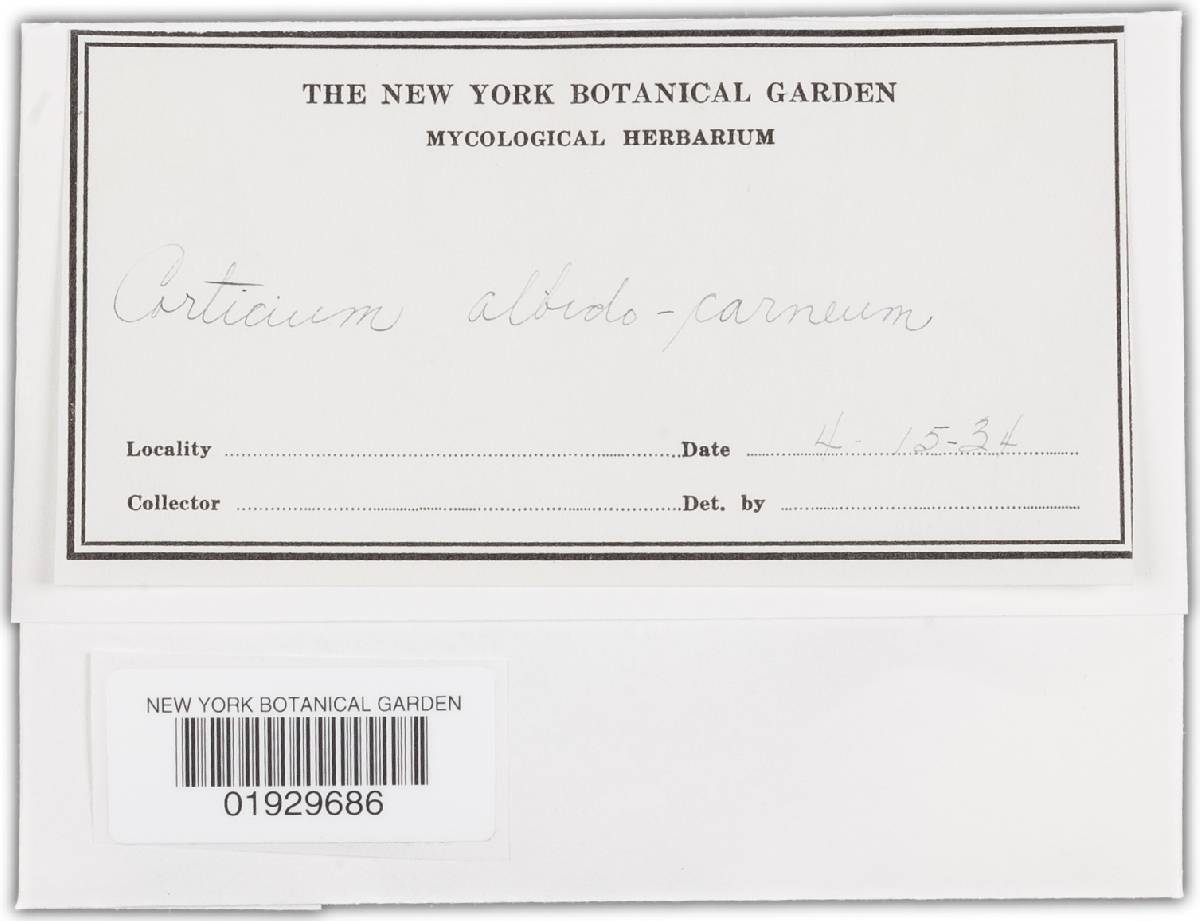 THE NEW YORK BOTANICAL GARDEN
MYCOLOGICAL HERBARIUM
Corticium albido-carneum
Locality Date 4-15-34
Collector Det. by
NEW YORK BOTANICAL GARDEN
01929686